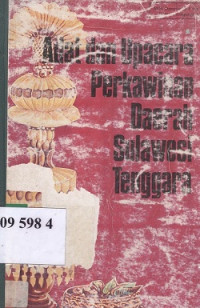 Adat dan Upacara
Perkawinan
Daerah
Sulawesi
Tenggara
09 598 4